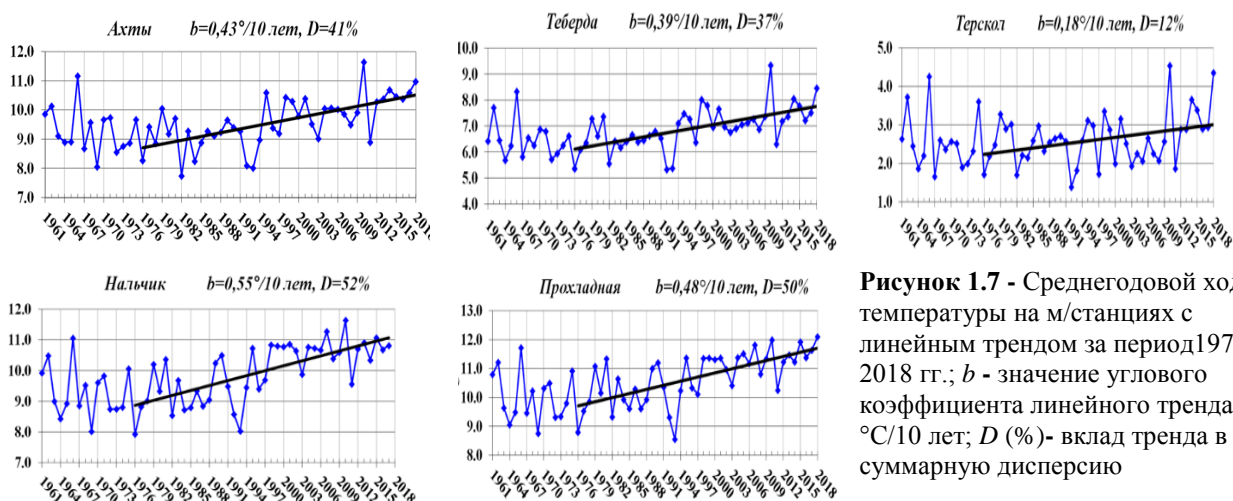 Ахты b=0,43°/10 лет, D=41%
12.0
11.0
10.0
9.0
8.0
7.0
1961 1964 1967 1970 1973 1976 1979 1982 1985 1988 1991 1994 1997 2000 2003 2006 2009 2012 2015
Теберда b=0,39°/10 лет, D=37%
10.0
9.0
8.0
7.0
6.0
5.0
4.0
1961 1964 1967 1970 1973 1976 1979 1982 1985 1988 1991 1994 1997 2000 2003 2006 2009 2012 2015 2018
Терскол b=0,18°/10 лет, D=12%
5.0
4.0
3.0
2.0
1.0
1961 1964 1967 1970 1973 1976 1979 1982 1985 1988 1991 1994 1997 2000 2003 2006 2009 2012 2015 2018
Нальчик b=0,55°/10 лет, D=52%
12.0
11.0
10.0
9.0
8.0
7.0
1961 1964 1967 1970 1973 1976 1979 1982 1985 1988 1991 1994 1997 2000 2003 2006 2009 2012 2015 2018
Прохладная b=0,48°/10 лет, D=50%
13.0
12.0
11.0
10.0
9.0
8.0
1961 1964 1967 1970 1973 1976 1979 1982 1985 1988 1991 1994 1997 2000 2003 2006 2009 2012 2015 2018
Рисунок 1.7 - Среднегодовой ход
температуры на м/станциях с
линейным трендом за период197
2018 гг.; b - значение углового
коэффициента линейного тренда
°С/10 лет; D (%)- вклад тренда в
суммарную дисперсию